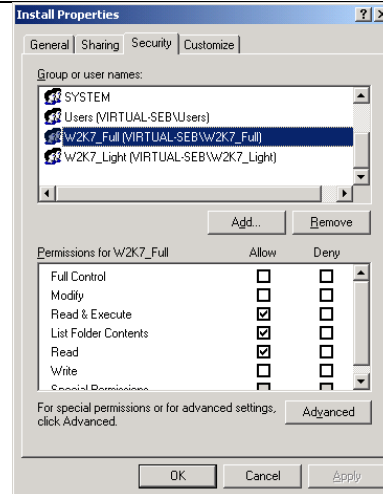 Install Properties
General Sharing Security Customize
Group or user names:
SYSTEM
Users (VIRTUAL-SEB\Users)
W2K7_Full (VIRTUAL-SEB\W2K7_Full)
W2K7_Light (VIRTUAL-SEB\W2K7_Light)
Add... Remove
Permissions for W2K7_Full Allow Deny
Full Control
Modify
Read & Execute
List Folder Contents
Read
Write
Special Permissions
For special permissions or for advanced settings,
click Advanced.
Advanced
OK Cancel Apply